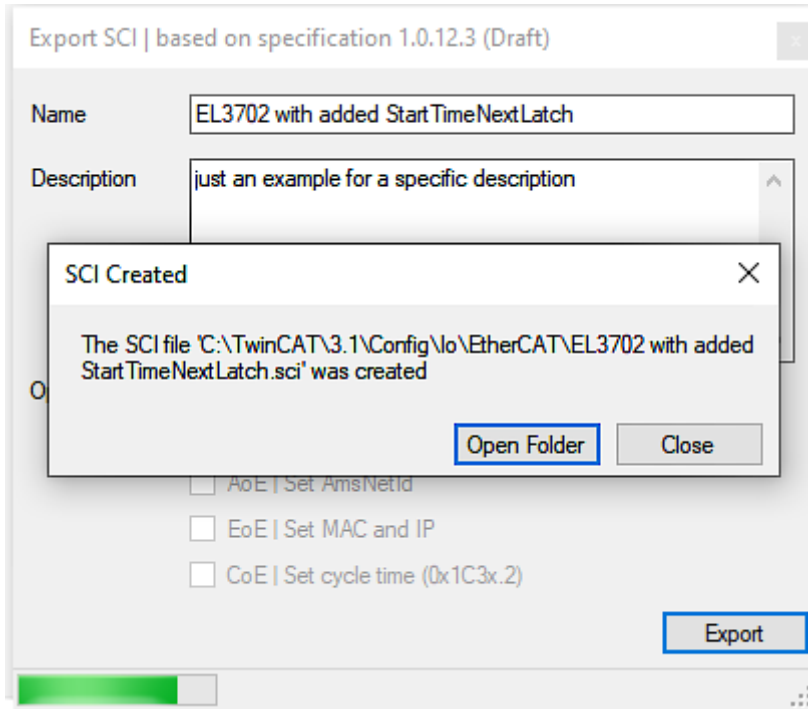 Export SCI | based on specification 1.0.12.3 (Draft)
x
Name
EL3702 with added StartTimeNextLatch
Description
just an example for a specific description
SCI Created
The SCI file 'C:\TwinCAT\3.1\Config\Io\EtherCAT\EL3702 with added
StartTimeNextLatch.sci' was created
Open Folder
Close
AoE | Set AmsNetId
EoE | Set MAC and IP
CoE | Set cycle time (0x1C3x.2)
Export